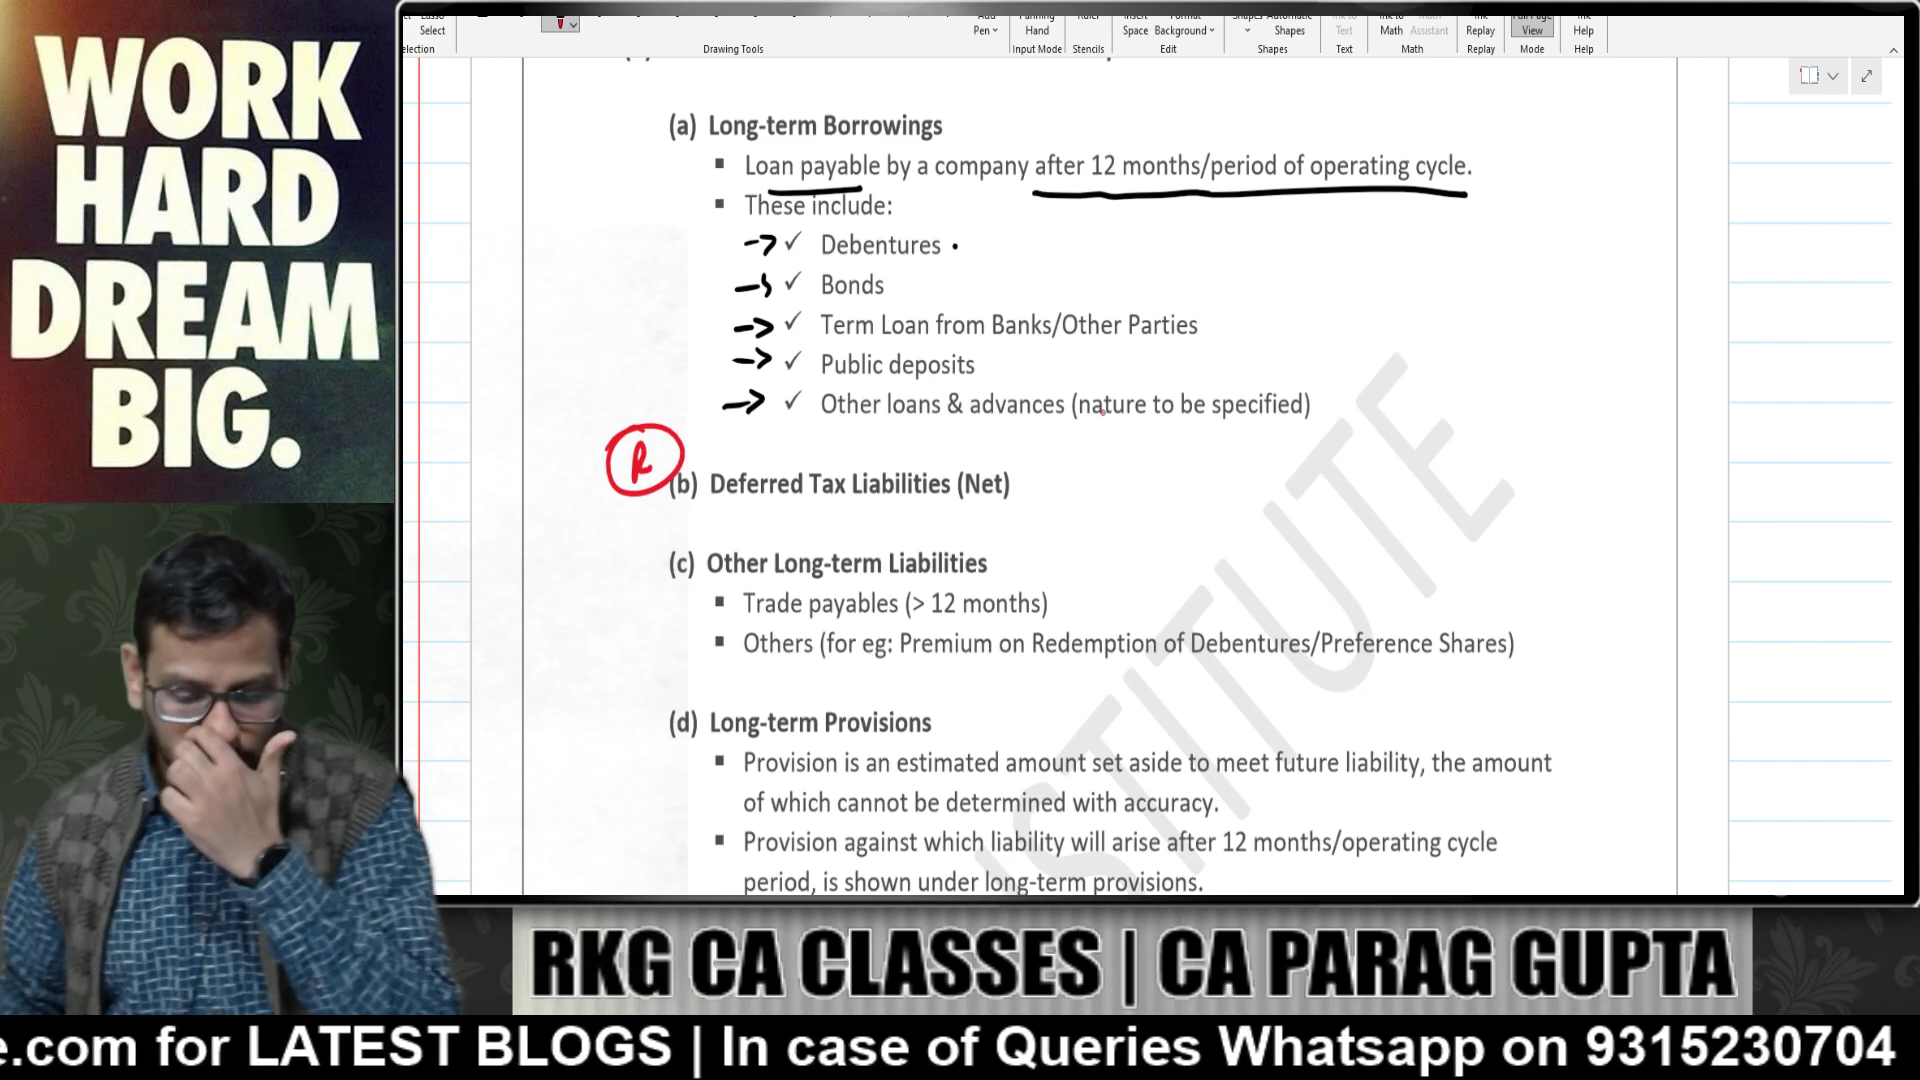 WORK
HARD
DREAM
BIG.
Select
Pen
Hand
Space
Background
Shapes
Text
Math
Assistant
Replay
View
Help
Drawing Tools
Input Mode
Stencils
Edit
Shapes
Text
Math
Replay
Mode
Help
(a) Long-term Borrowings
▪ Loan payable by a company after 12 months/period of operating cycle.
▪ These include:
✓ Debentures
✓ Bonds
✓ Term Loan from Banks/Other Parties
✓ Public deposits
✓ Other loans & advances (nature to be specified)
R
(b) Deferred Tax Liabilities (Net)
(c) Other Long-term Liabilities
▪ Trade payables (> 12 months)
▪ Others (for eg: Premium on Redemption of Debentures/Preference Shares)
(d) Long-term Provisions
▪ Provision is an estimated amount set aside to meet future liability, the amount
of which cannot be determined with accuracy.
▪ Provision against which liability will arise after 12 months/operating cycle
period, is shown under long-term provisions.
RKG CA CLASSES | CA PARAG GUPTA
e.com for LATEST BLOGS | In case of Queries Whatsapp on 9315230704